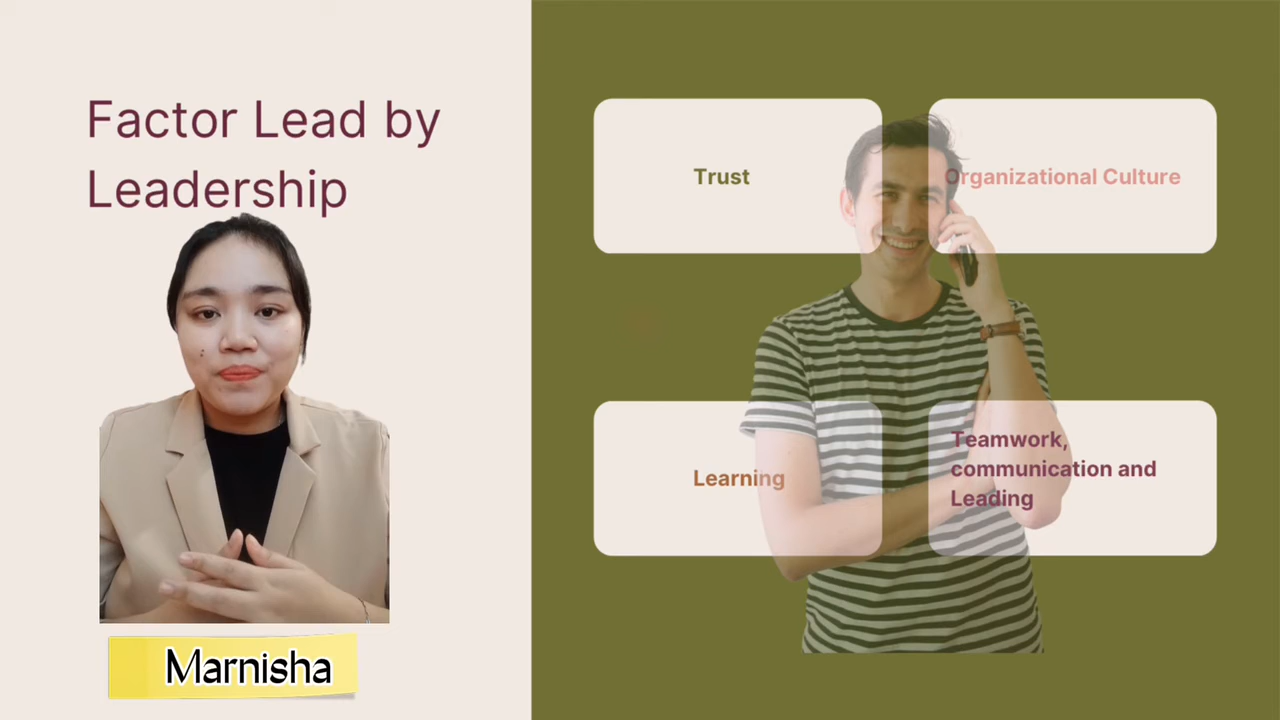 Factor Lead by
Leadership
Marnisha
Trust
Organizational Culture
Learning
Teamwork,
communication and
Leading